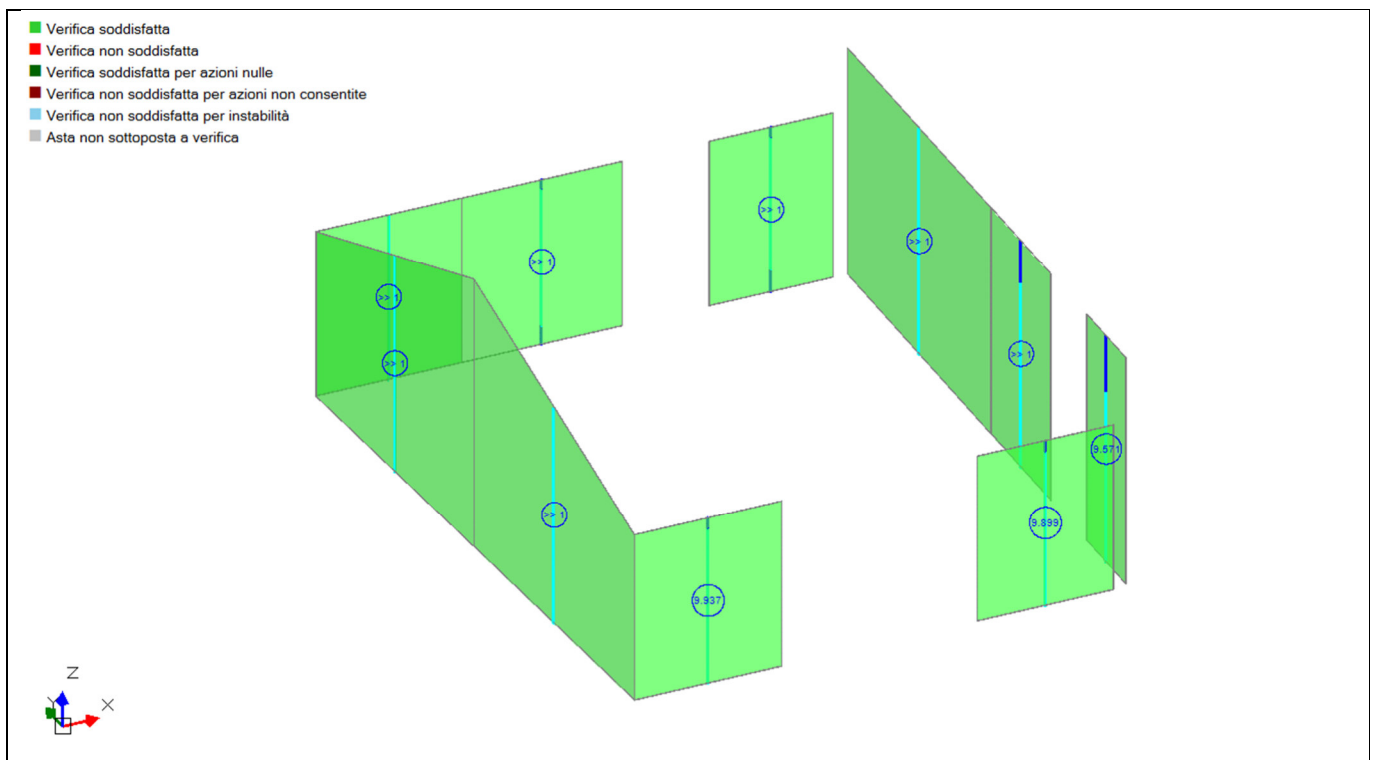 Verifica soddisfatta
Verifica non soddisfatta
Verifica soddisfatta per azioni nulle
Verifica non soddisfatta per azioni non consentite
Verifica non soddisfatta per instabilità
Asta non sottoposta a verifica
>> 1
>> 1
>> 1
>> 1
>> 1
>> 1
9.571
>> 1
9.899
9.937
Z
Y
X